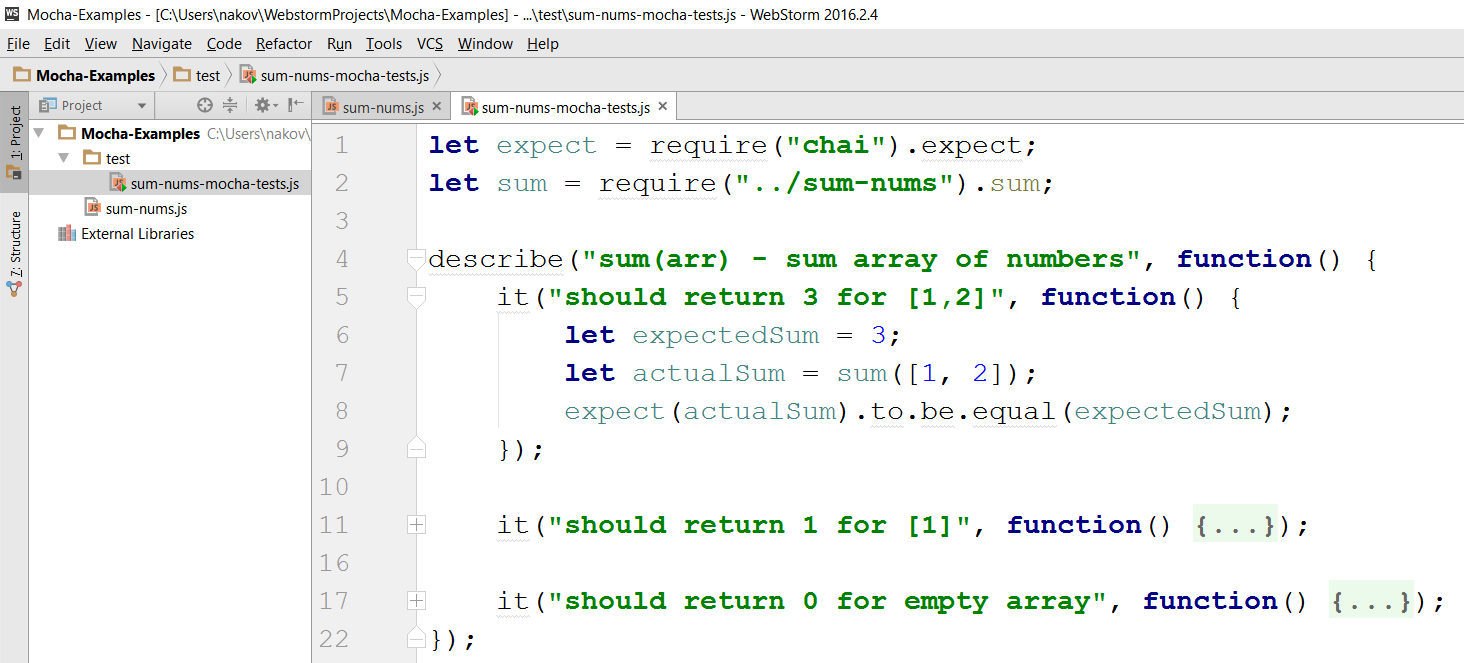 WS Mocha-Examples - [C:\Users\nakov\WebstormProjects\Mocha-Examples] - ...\test\sum-nums-mocha-tests.js - WebStorm 2016.2.4
File Edit View Navigate Code Refactor Run Tools VCS Window Help
Mocha-Examples test sum-nums-mocha-tests.js
1: Project
7: Structure
Project
Mocha-Examples C:\Users\nakov\
test
sum-nums-mocha-tests.js
sum-nums.js
External Libraries
sum-nums.js sum-nums-mocha-tests.js
1 let expect = require("chai").expect;
2 let sum = require("../sum-nums").sum;
3
4 describe("sum(arr) - sum array of numbers", function() {
5 it("should return 3 for [1,2]", function() {
6 let expectedSum = 3;
7 let actualSum = sum([1, 2]);
8 expect(actualSum).to.be.equal(expectedSum);
9 });
10
11 it("should return 1 for [1]", function() {...});
16
17 it("should return 0 for empty array", function() {...});
22 });